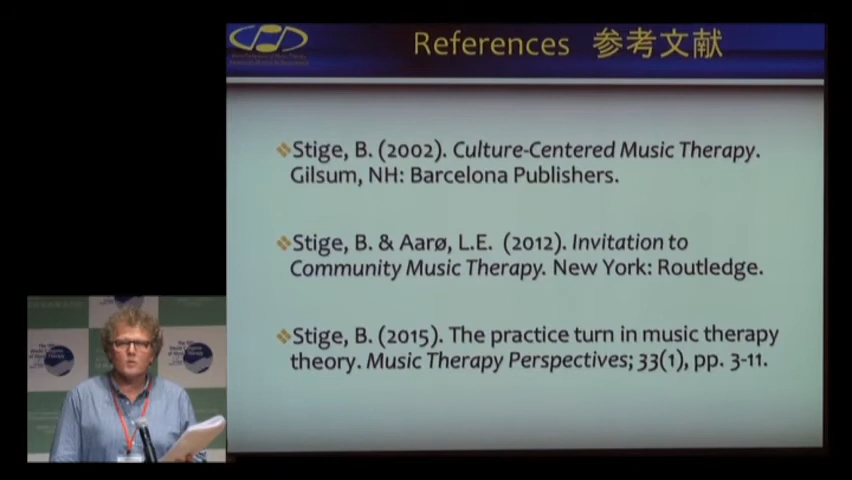 References 参考文献
❖Stige, B. (2002). Culture-Centered Music Therapy.
Gilsum, NH: Barcelona Publishers.
❖Stige, B. & Aarø, L.E. (2012). Invitation to
Community Music Therapy. New York: Routledge.
❖Stige, B. (2015). The practice turn in music therapy
theory. Music Therapy Perspectives; 33(1), pp. 3-11.